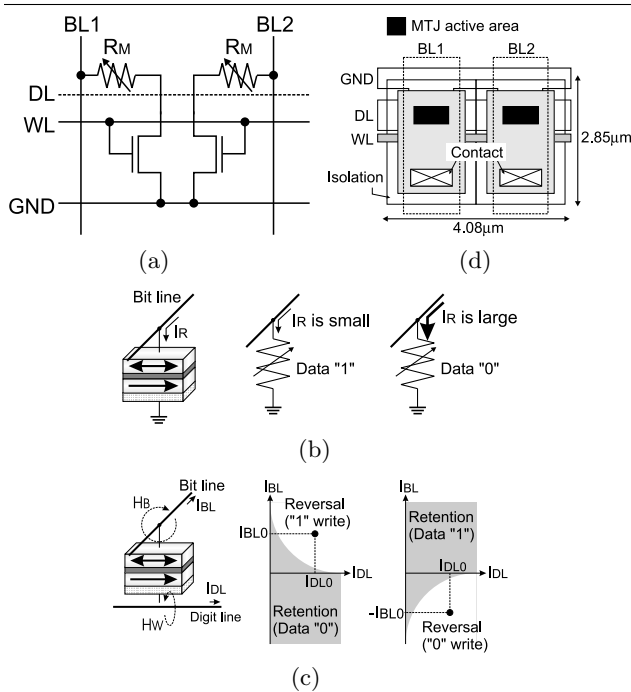 BL1 BL2
RM RM
DL
WL
GND
(a)
MTJ active area
BL1 BL2
GND
DL
WL
Contact
Isolation
2.85μm
4.08μm
(d)
Bit line
IR
IR is small
Data "1"
IR is large
Data "0"
(b)
Bit line
HB
IBL
IDL
Digit line
HW
IBL
Reversal
("1" write)
IBL0
IDL0
IDL
Retention
(Data "0")
IBL
Retention
(Data "1")
IDL0
IDL
-IBL0
Reversal
("0" write)
(c)